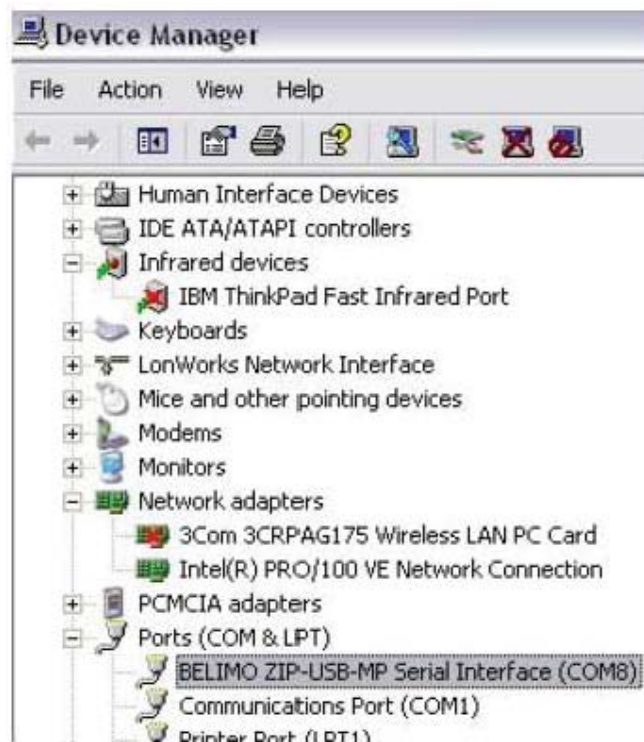 Device Manager
File Action View Help
Human Interface Devices
IDE ATA/ATAPI controllers
Infrared devices
IBM ThinkPad Fast Infrared Port
Keyboards
LonWorks Network Interface
Mice and other pointing devices
Modems
Monitors
Network adapters
3Com 3CRPAG175 Wireless LAN PC Card
Intel(R) PRO/100 VE Network Connection
PCMCIA adapters
Ports (COM & LPT)
BELIMO ZIP-USB-MP Serial Interface (COM8)
Communications Port (COM1)
Printer Port (LPT1)